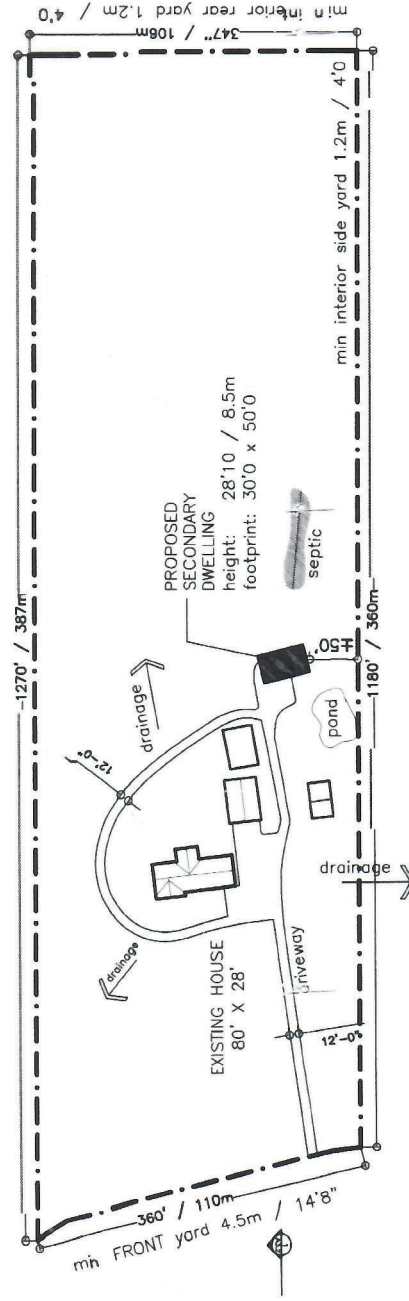 min interior rear yard 1.2m / 4'0
347" / 106m
min interior side yard 1.2m / 4'0
1270' / 387m
PROPOSED
SECONDARY
DWELLING
height: 28'10 / 8.5m
footprint: 30'0 x 50'0
septic
±50'
1180' / 360m
pond
drainage
12'-0"
drainage
drainage
EXISTING HOUSE
80' X 28'
driveway
12'-0"
360' / 110m
min FRONT yard 4.5m / 14'8"